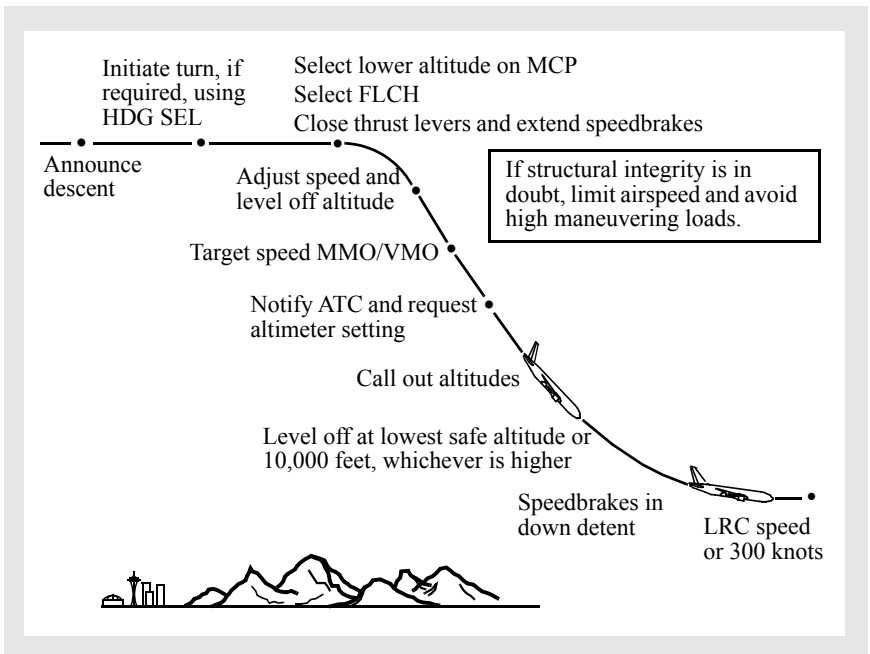 Initiate turn, if
required, using
HDG SEL
Select lower altitude on MCP
Select FLCH
Close thrust levers and extend speedbrakes
Announce
descent
Adjust speed and
level off altitude
If structural integrity is in
doubt, limit airspeed and avoid
high maneuvering loads.
Target speed MMO/VMO
Notify ATC and request
altimeter setting
Call out altitudes
Level off at lowest safe altitude or
10,000 feet, whichever is higher
Speedbrakes in
down detent
LRC speed
or 300 knots